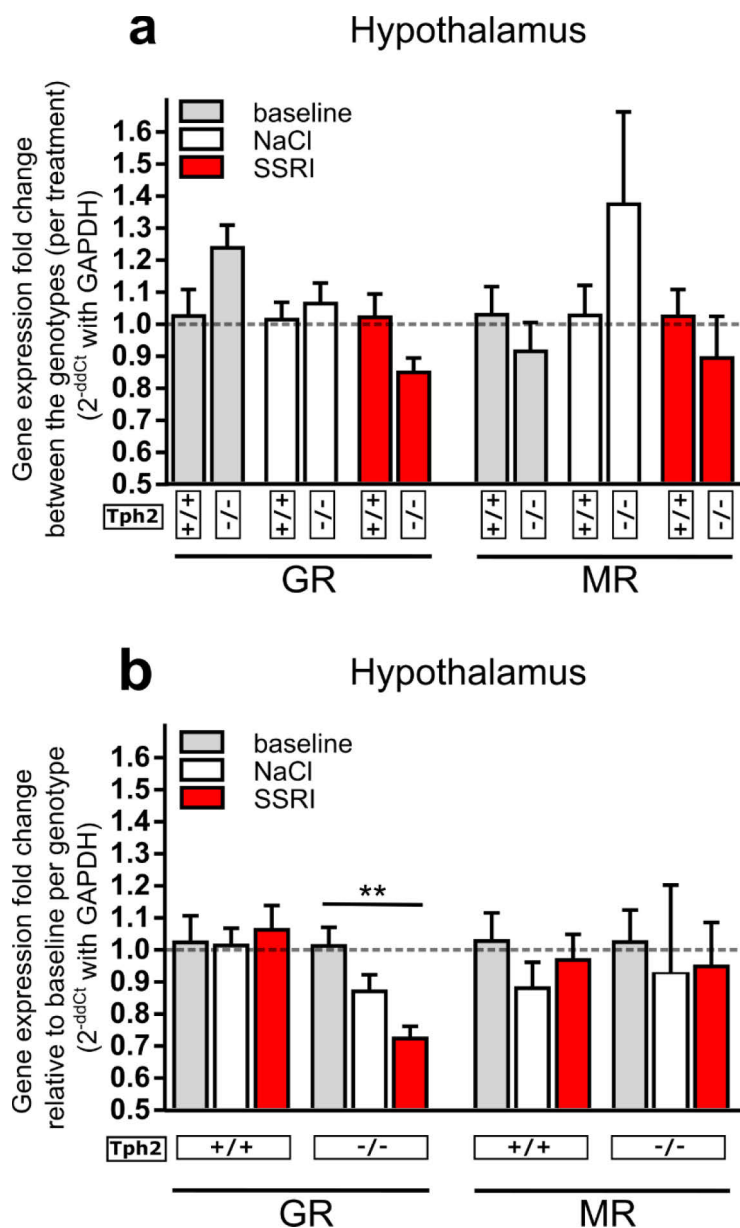 a Hypothalamus
Gene expression fold change
between the genotypes (per treatment)
(2-ddCt with GAPDH)
baseline
NaCl
SSRI
1.6
1.5
1.4
1.3
1.2
1.1
1.0
0.9
0.8
0.7
0.6
0.5
Tph2 +/+ -/- +/+ -/- +/+ -/- +/+ -/- +/+ -/- +/+ -/-
GR MR
b Hypothalamus
Gene expression fold change
relative to baseline per genotype
(2-ddCt with GAPDH)
baseline
NaCl
SSRI
1.6
1.5
1.4
1.3
1.2
1.1
1.0
0.9
0.8
0.7
0.6
0.5
**
Tph2 +/+ -/- +/+ -/-
GR MR